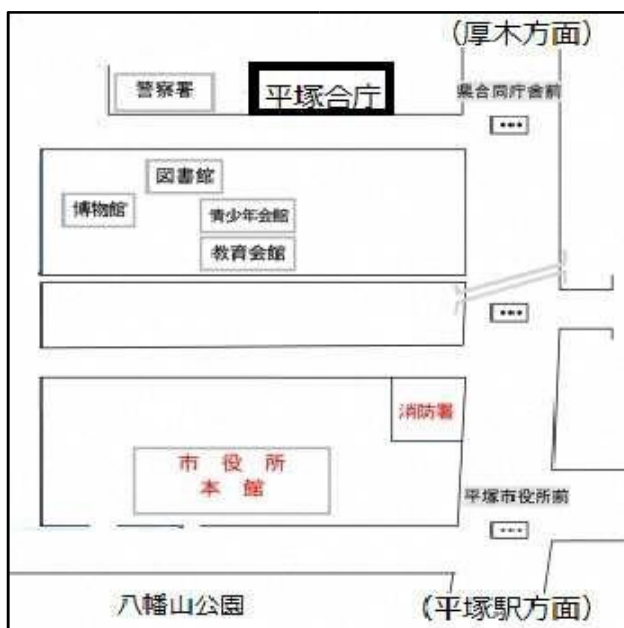 (厚木方面)
警察署
平塚合庁
県合同庁舎前
図書館
博物館
青少年会館
教育会館
消防署
市役所
本館
平塚市役所前
八幡山公園
(平塚駅方面)